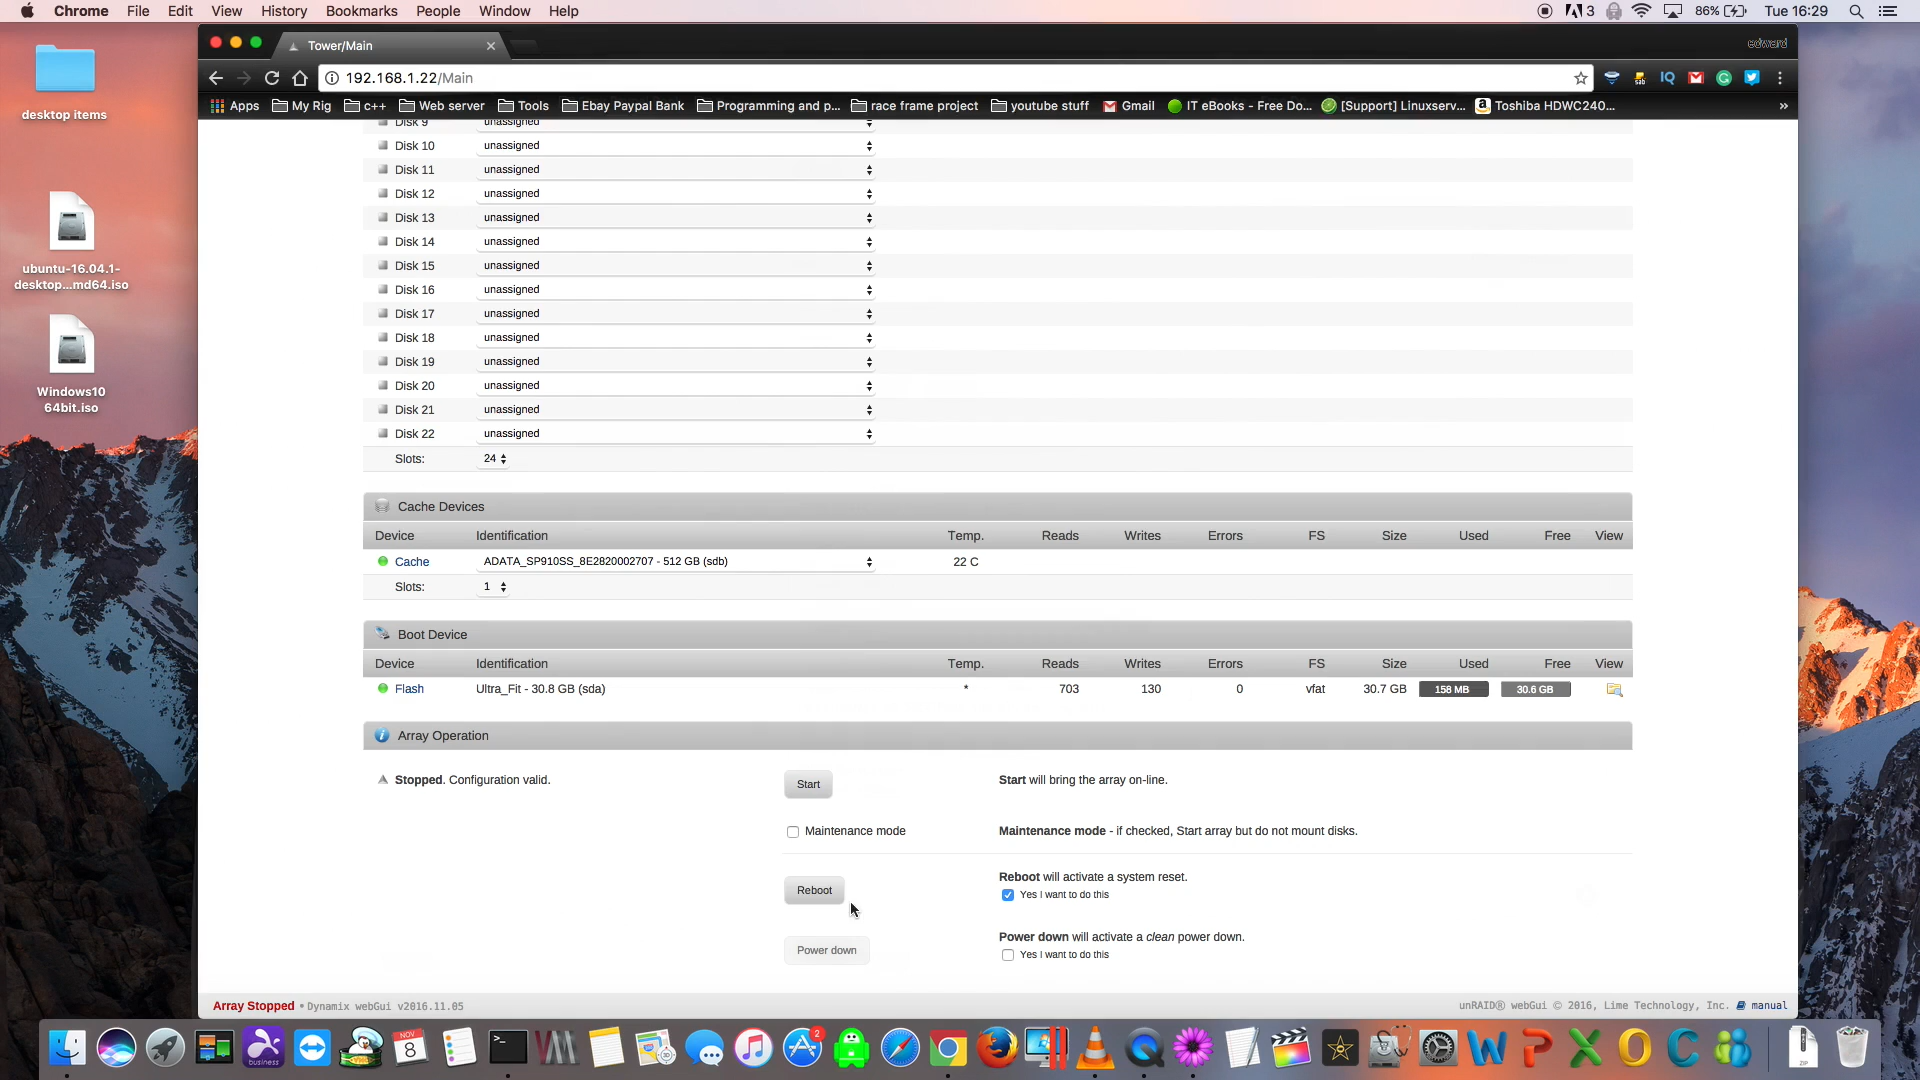 Chrome File Edit View History Bookmarks People Window Help 3 86% Tue 16:29
Tower/Main edward
192.168.1.22/Main
Apps My Rig c++ Web server Tools Ebay Paypal Bank Programming and p... race frame project youtube stuff Gmail IT eBooks - Free Do... [Support] Linuxserv... Toshiba HDWC240... »
desktop items
ubuntu-16.04.1-
desktop...md64.iso
Windows10
64bit.iso
Disk 9 unassigned
Disk 10 unassigned
Disk 11 unassigned
Disk 12 unassigned
Disk 13 unassigned
Disk 14 unassigned
Disk 15 unassigned
Disk 16 unassigned
Disk 17 unassigned
Disk 18 unassigned
Disk 19 unassigned
Disk 20 unassigned
Disk 21 unassigned
Disk 22 unassigned
Slots: 24
Cache Devices
Device Identification Temp. Reads Writes Errors FS Size Used Free View
Cache ADATA_SP910SS_8E2820002707 - 512 GB (sdb) 22 C
Slots: 1
Boot Device
Device Identification Temp. Reads Writes Errors FS Size Used Free View
Flash Ultra_Fit - 30.8 GB (sda) * 703 130 0 vfat 30.7 GB 158 MB 30.6 GB
Array Operation
Stopped. Configuration valid. Start Start will bring the array on-line.
Maintenance mode Maintenance mode - if checked, Start array but do not mount disks.
Reboot Reboot will activate a system reset.
Yes I want to do this
Power down Power down will activate a clean power down.
Yes I want to do this
Array Stopped • Dynamix webGui v2016.11.05 unRAID® webGui © 2016, Lime Technology, Inc. manual
business NOV 8 2 ZIP